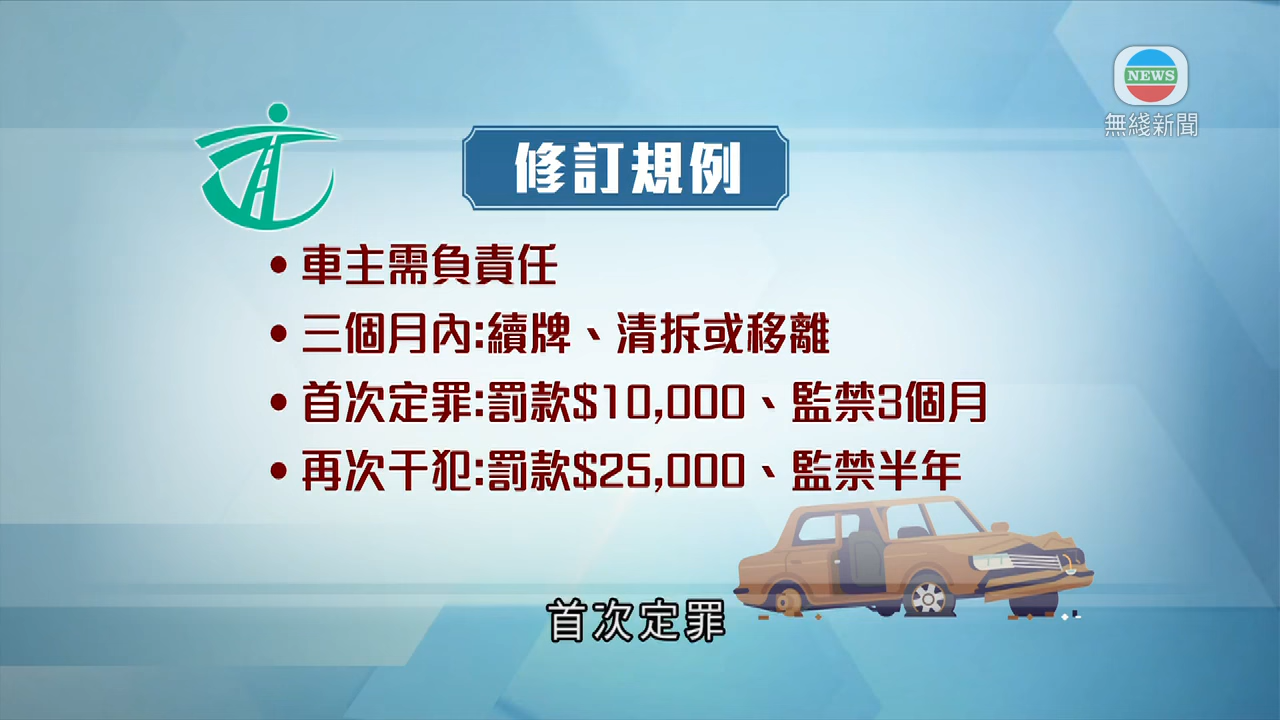 NEWS
無綫新聞
修訂規例
•車主需負責任
•三個月內:續牌、清拆或移離
•首次定罪:罰款$10,000、監禁3個月
•再次干犯:罰款$25,000、監禁半年
首次定罪